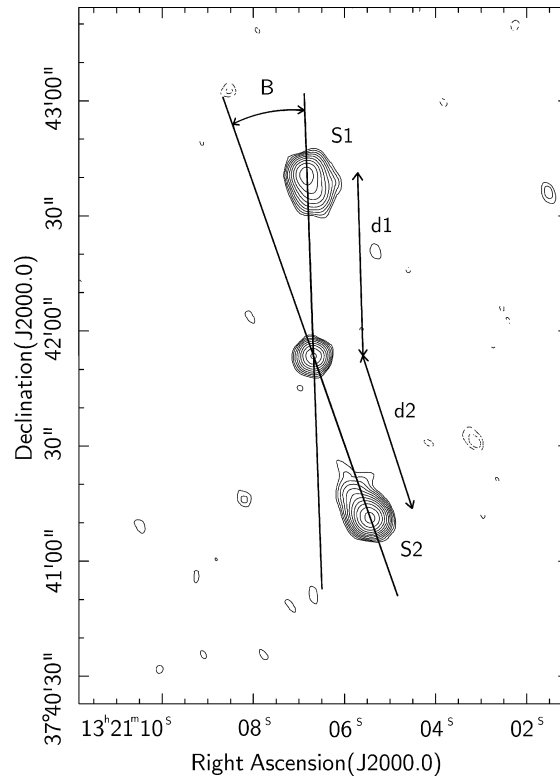 B
S1
43'00"
30"
d1
42'00"
Declination(J2000.0)
d2
30"
S2
41'00"
37°40'30"
13ʰ21ᵐ10ˢ 08ˢ 06ˢ 04ˢ 02ˢ
Right Ascension(J2000.0)